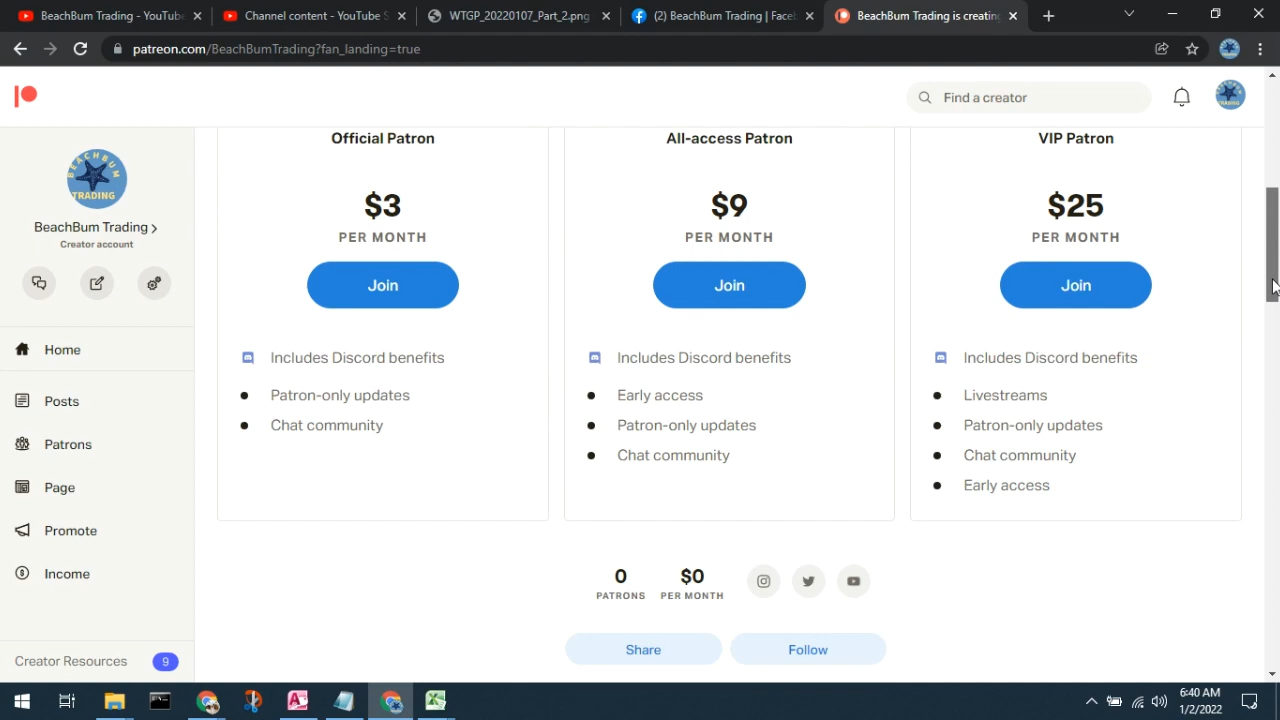 BeachBum Trading - YouTube
Channel content - YouTube S
WTGP_20220107_Part_2.png
(2) BeachBum Trading | Faceb
BeachBum Trading is creating
patreon.com/BeachBumTrading?fan_landing=true
Find a creator
BEACHBUM
TRADING
BeachBum Trading
Creator account
Home
Posts
Patrons
Page
Promote
Income
Creator Resources
9
Official Patron
$3
PER MONTH
Join
Includes Discord benefits
Patron-only updates
Chat community
All-access Patron
$9
PER MONTH
Join
Includes Discord benefits
Early access
Patron-only updates
Chat community
VIP Patron
$25
PER MONTH
Join
Includes Discord benefits
Livestreams
Patron-only updates
Chat community
Early access
0
PATRONS
$0
PER MONTH
Share
Follow
6:40 AM
1/2/2022